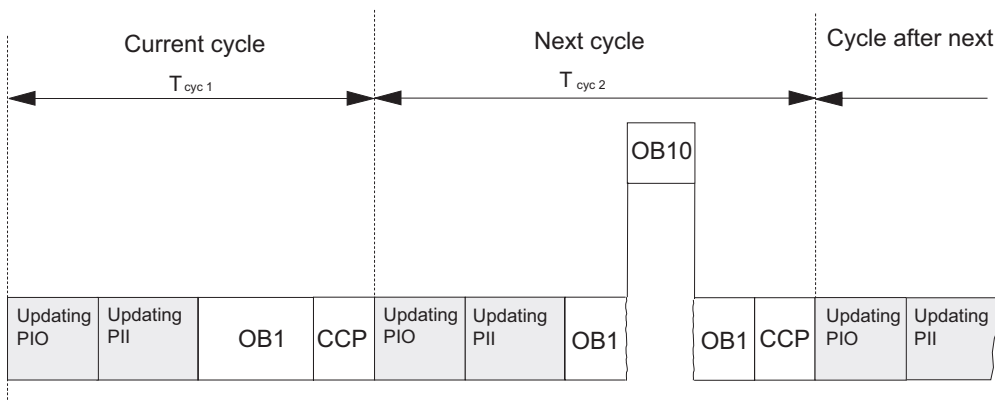 Current cycle
Next cycle
Cycle after next
T cyc 1
T cyc 2
OB10
Updating
PIO
Updating
PII
OB1
CCP
Updating
PIO
Updating
PII
OB1
OB1
CCP
Updating
PIO
Updating
PII